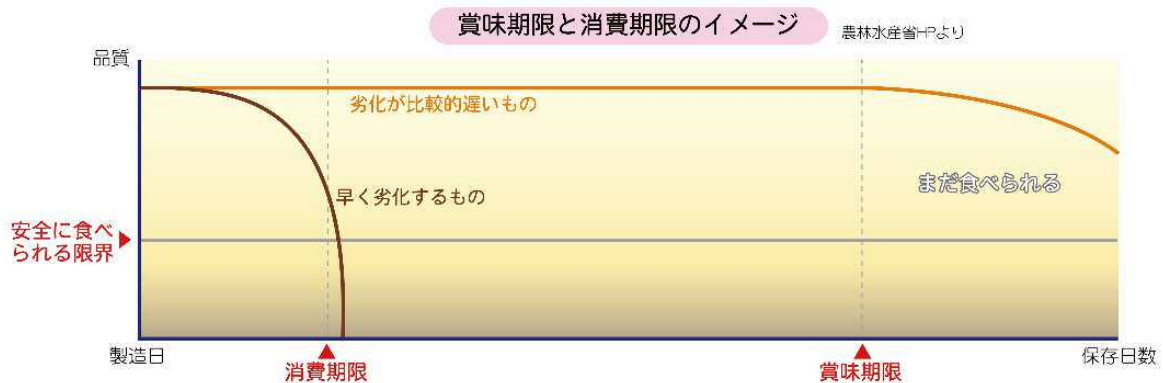 賞味期限と消費期限のイメージ
農林水産省HPより
品質
劣化が比較的遅いもの
まだ食べられる
早く劣化するもの
安全に食べ
られる限界
製造日
消費期限
賞味期限
保存日数